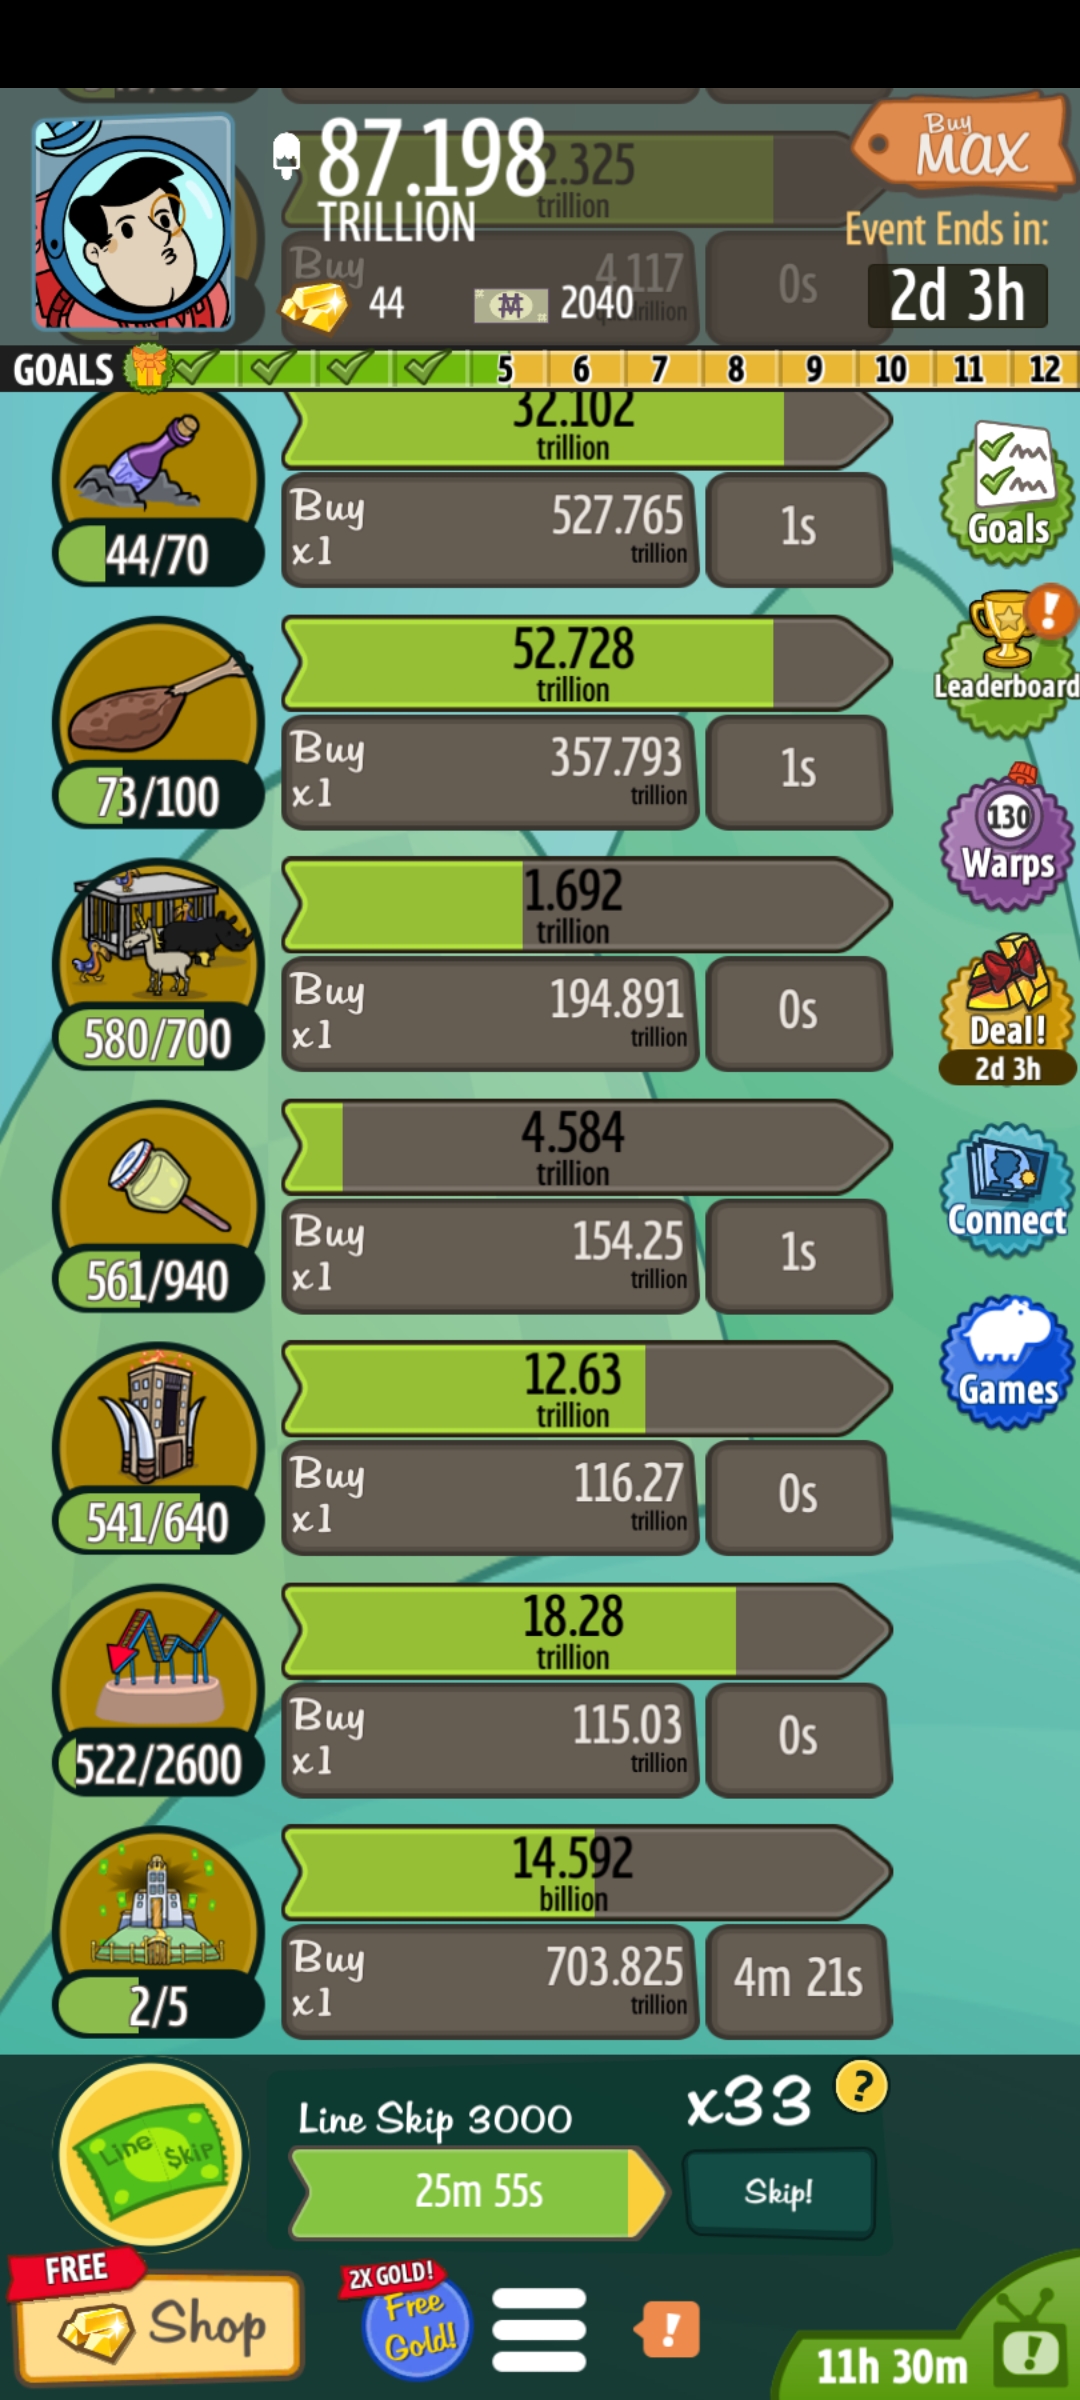 87.198
TRILLION
44
2040
Buy
MAX
Event Ends in:
2d 3h
2.325
trillion
Buy
4.117
0s
GOALS
5 6 7 8 9 10 11 12
32.102
trillion
44/70
Buy
x1
527.765
trillion
1s
Goals
52.728
trillion
73/100
Buy
x1
357.793
trillion
1s
Leaderboard
130
Warps
1.692
trillion
580/700
Buy
x1
194.891
trillion
0s
Deal!
2d 3h
4.584
trillion
561/940
Buy
x1
154.25
trillion
1s
Connect
12.63
trillion
541/640
Buy
x1
116.27
trillion
0s
Games
18.28
trillion
522/2600
Buy
x1
115.03
trillion
0s
14.592
billion
2/5
Buy
x1
703.825
trillion
4m 21s
Line $kip
Line Skip 3000
25m 55s
x33
?
Skip!
FREE
Shop
2X GOLD!
Free
Gold!
!
11h 30m
!